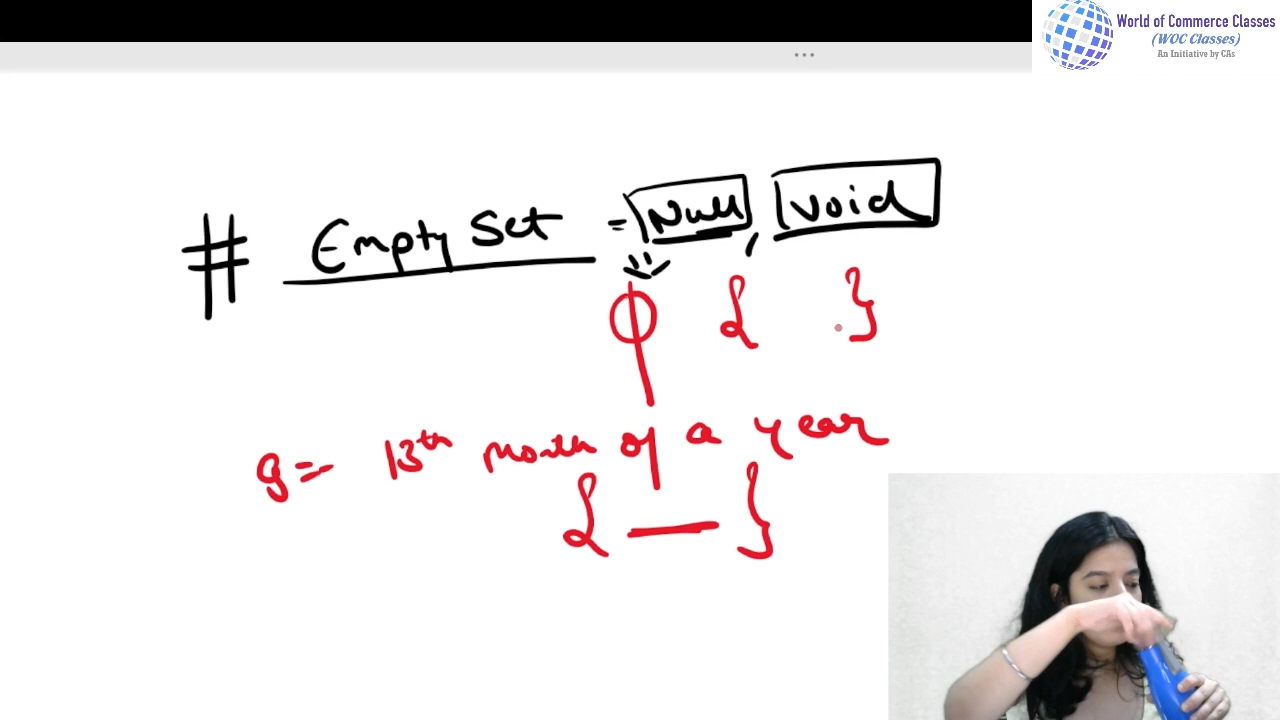 World of Commerce Classes
(WOC Classes)
An Initiative by CAs
# Empty Set = Null, Void
ϕ { }
g = 13th month of a year
{ — }